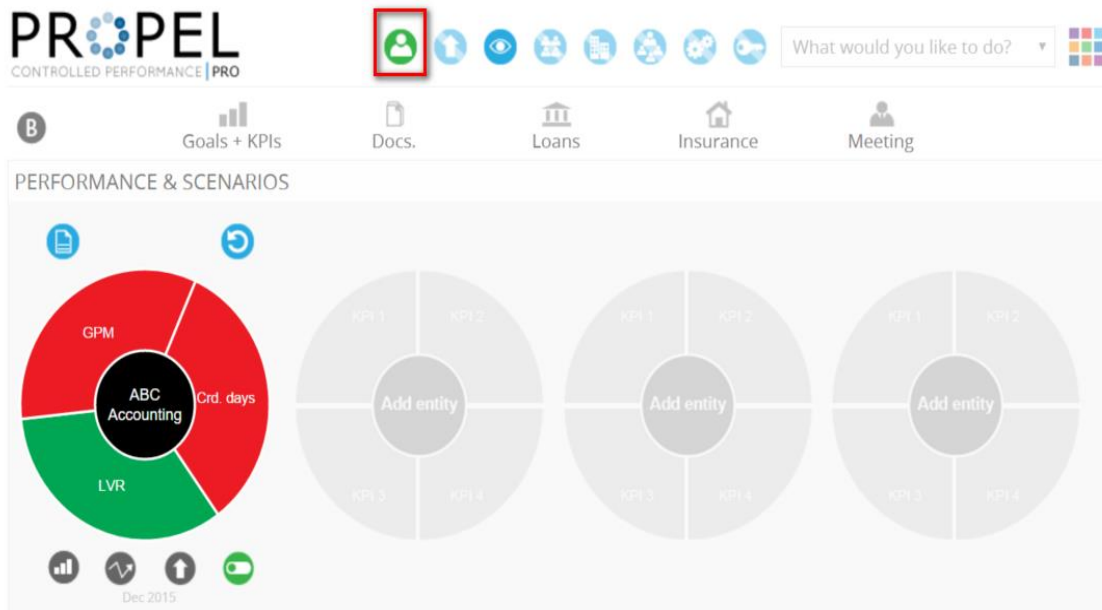 PROPEL
CONTROLLED PERFORMANCE PRO
What would you like to do?
B
Goals + KPIs
Docs.
Loans
Insurance
Meeting
PERFORMANCE & SCENARIOS
GPM
ABC
Accounting
Crd. days
LVR
Dec 2015
KPI 1
KPI 2
Add entity
KPI 3
KPI 4
KPI 1
KPI 2
Add entity
KPI 3
KPI 4
KPI 1
KPI 2
Add entity
KPI 3
KPI 4